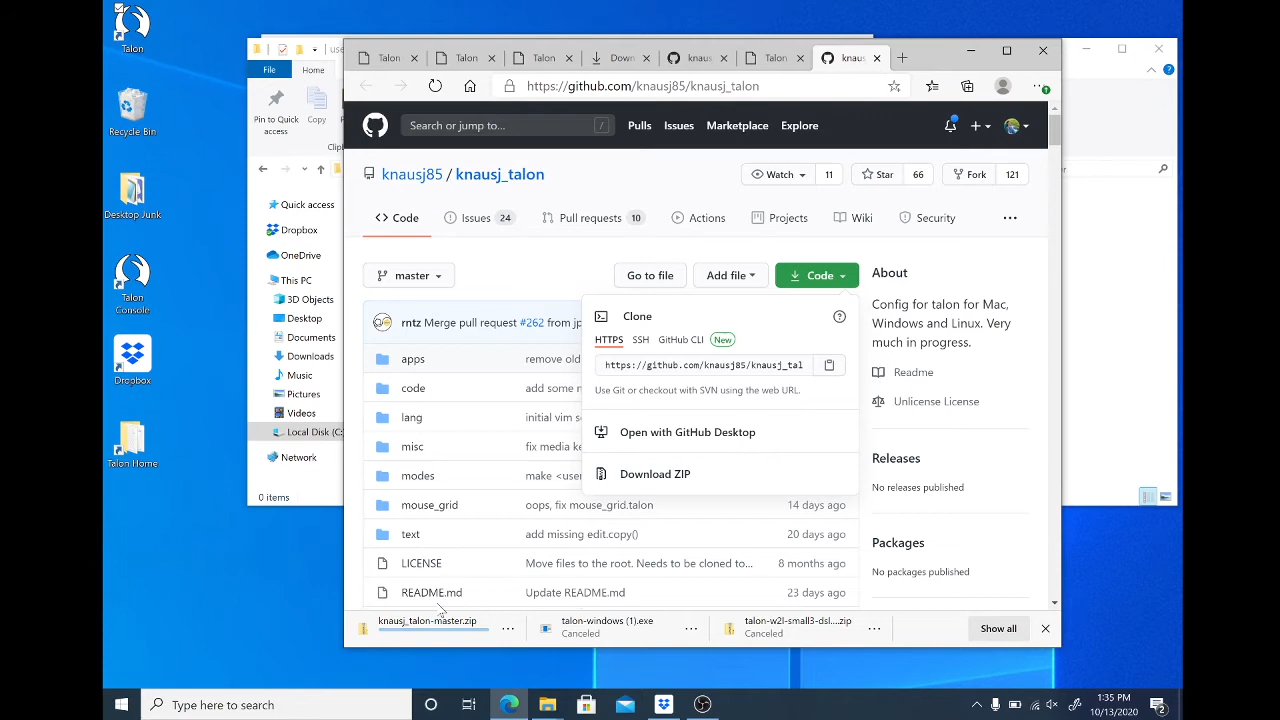 Talon
Recycle Bin
Desktop Junk
Talon
Console
Dropbox
Talon Home
use
File
Home
Pin to Quick
access
Copy
Clipb
Quick access
Dropbox
OneDrive
This PC
3D Objects
Desktop
Documents
Downloads
Music
Pictures
Videos
Local Disk (C:
Network
0 items
Talon
Talon
Talon
Down
knaus
Talon
knaus
https://github.com/knausj85/knausj_talon
Search or jump to...
/
Pulls
Issues
Marketplace
Explore
knausj85 / knausj_talon
Watch
11
Star
66
Fork
121
Code
Issues 24
Pull requests 10
Actions
Projects
Wiki
Security
master
Go to file
Add file
Code
rntz Merge pull request #262 from jp
apps remove old
code add some n
lang initial vim s
misc fix media ke
modes make <user
mouse_grid oops, fix mouse_grid.talon 14 days ago
text add missing edit.copy() 20 days ago
LICENSE Move files to the root. Needs to be cloned to... 8 months ago
README.md Update README.md 23 days ago
Clone
HTTPS SSH GitHub CLI New
https://github.com/knausj85/knausj_tal
Use Git or checkout with SVN using the web URL.
Open with GitHub Desktop
Download ZIP
About
Config for talon for Mac,
Windows and Linux. Very
much in progress.
Readme
Unlicense License
Releases
No releases published
Packages
No packages published
knausj_talon-master.zip
talon-windows (1).exe
Canceled
talon-w2l-small3-dsl....zip
Canceled
Show all
Type here to search
1:35 PM
10/13/2020
2